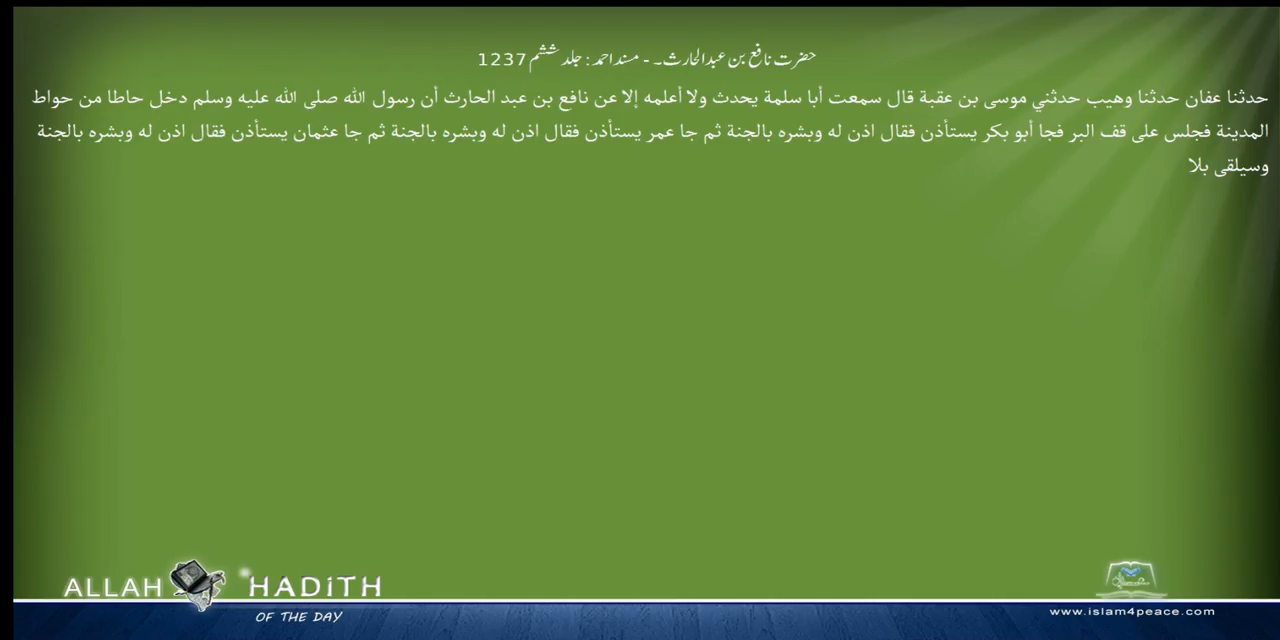 حضرت نافع بن عبدالحارث۔ - مسند احمد: جلد ششم 1237
حدثنا عفان حدثنا وهيب حدثني موسى بن عقبة قال سمعت أبا سلمة يحدث ولا أعلمه إلا عن نافع بن عبد الحارث أن رسول الله صلى الله عليه وسلم دخل حاطا من حواط
المدينة فجلس على قف البر فجا أبو بكر يستأذن فقال اذن له وبشره بالجنة ثم جا عمر يستأذن فقال اذن له وبشره بالجنة ثم جا عثمان يستأذن فقال اذن له وبشره بالجنة
وسيلقى بلا
ALLAH HADITH
OF THE DAY
www.islam4peace.com